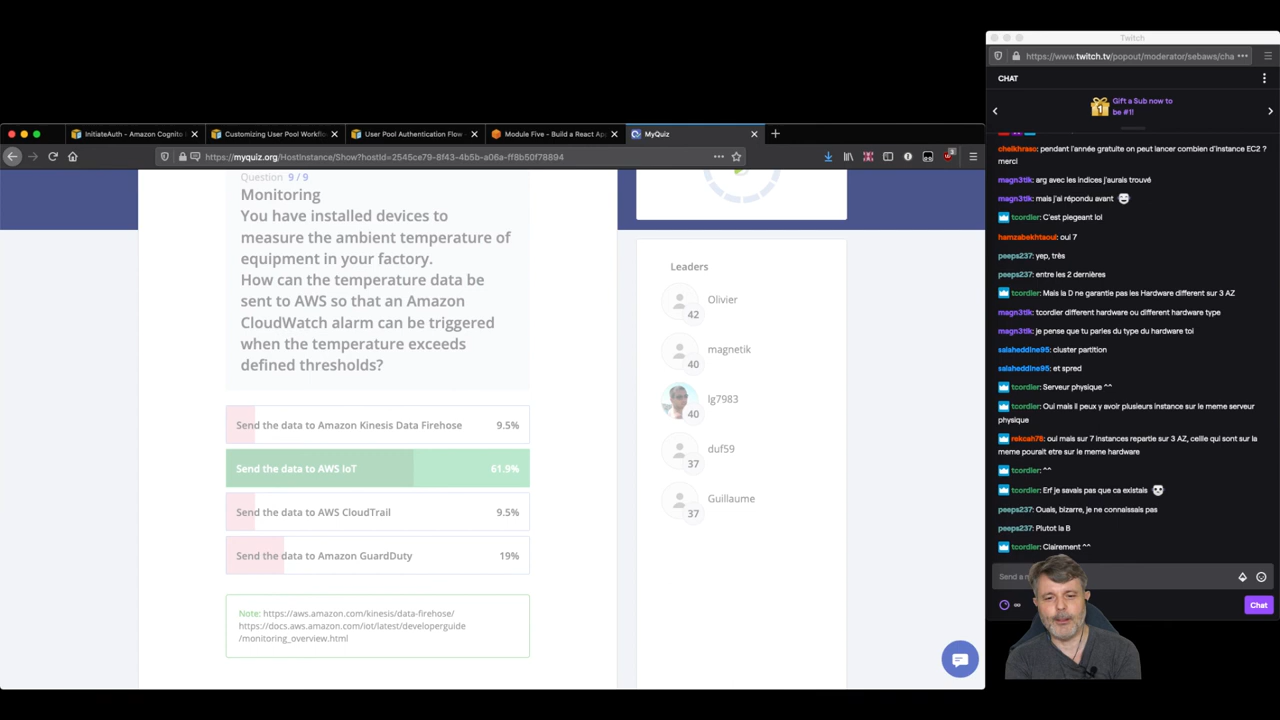 Twitch
https://www.twitch.tv/popout/moderator/sebaws/cha
CHAT
Gift a Sub now to
be #1!
cheikhraso: pendant l'année gratuite on peut lancer combien d'instance EC2 ?
merci
magn3t1k: arg avec les indices j'aurais trouvé
magn3t1k: mais j'ai répondu avant
tcordier: C'est piegeant lol
hamzabekhtaoui: oui 7
peeps237: yep, très
peeps237: entre les 2 dernières
tcordier: Mais la D ne garantie pas les Hardware different sur 3 AZ
magn3t1k: tcordier different hardware ou different hardware type
magn3t1k: je pense que tu parles du type du hardware toi
salaheddine95: cluster partition
salaheddine95: et spred
tcordier: Serveur physique ^^
tcordier: Oui mais il peux y avoir plusieurs instance sur le meme serveur
physique
rekcah78: oui mais sur 7 instances repartie sur 3 AZ, ceille qui sont sur la
meme pourait etre sur le meme hardware
tcordier: ^^
tcordier: Erf je savais pas que ca existais
peeps237: Ouais, bizarre, je ne connaissais pas
peeps237: Plutot la B
tcordier: Clairement ^^
Send a m
Chat
InitiateAuth - Amazon Cognito
Customizing User Pool Workfl
User Pool Authentication Flow
Module Five - Build a React Ap
MyQuiz
https://myquiz.org/HostInstance/Show?hostId=2545ce79-8f43-4b5b-a06a-ff8b50f78894
Question 9 / 9
Monitoring
You have installed devices to
measure the ambient temperature of
equipment in your factory.
How can the temperature data be
sent to AWS so that an Amazon
CloudWatch alarm can be triggered
when the temperature exceeds
defined thresholds?
Send the data to Amazon Kinesis Data Firehose 9.5%
Send the data to AWS IoT 61.9%
Send the data to AWS CloudTrail 9.5%
Send the data to Amazon GuardDuty 19%
Note: https://aws.amazon.com/kinesis/data-firehose/
https://docs.aws.amazon.com/iot/latest/developerguide
/monitoring_overview.html
Leaders
Olivier
42
magnetik
40
lg7983
40
duf59
37
Guillaume
37